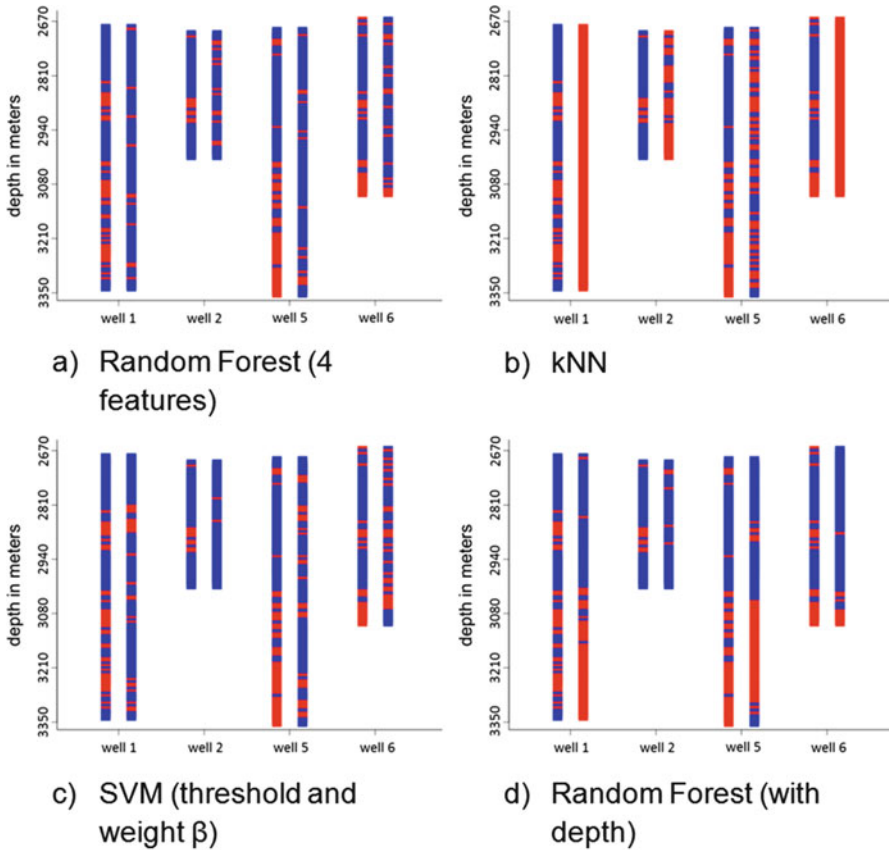 2670
2810
2940
3080
3210
3350
depth in meters
well 1
well 2
well 5
well 6
a) Random Forest (4
features)
2670
2810
2940
3080
3210
3350
depth in meters
well 1
well 2
well 5
well 6
b) kNN
2670
2810
2940
3080
3210
3350
depth in meters
well 1
well 2
well 5
well 6
c) SVM (threshold and
weight β)
2670
2810
2940
3080
3210
3350
depth in meters
well 1
well 2
well 5
well 6
d) Random Forest (with
depth)